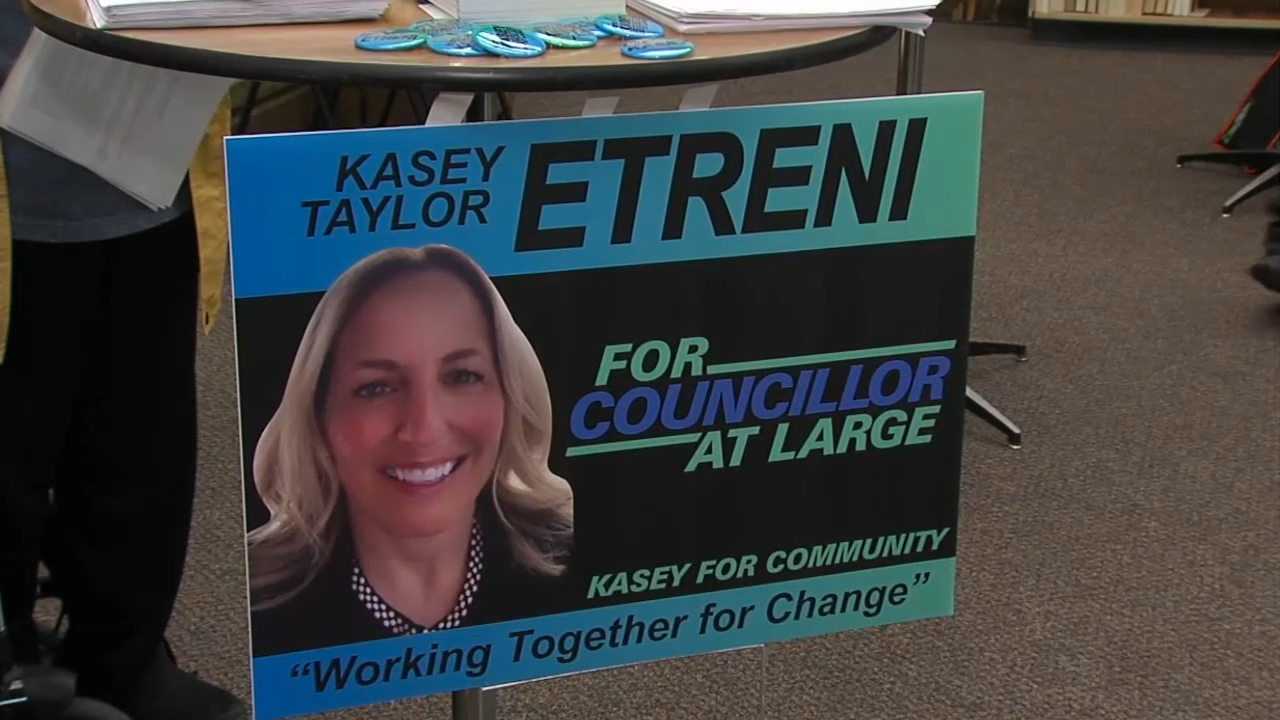 KASEY
TAYLOR
ETRENI
FOR
COUNCILLOR
AT LARGE
KASEY FOR COMMUNITY
“Working Together for Change”